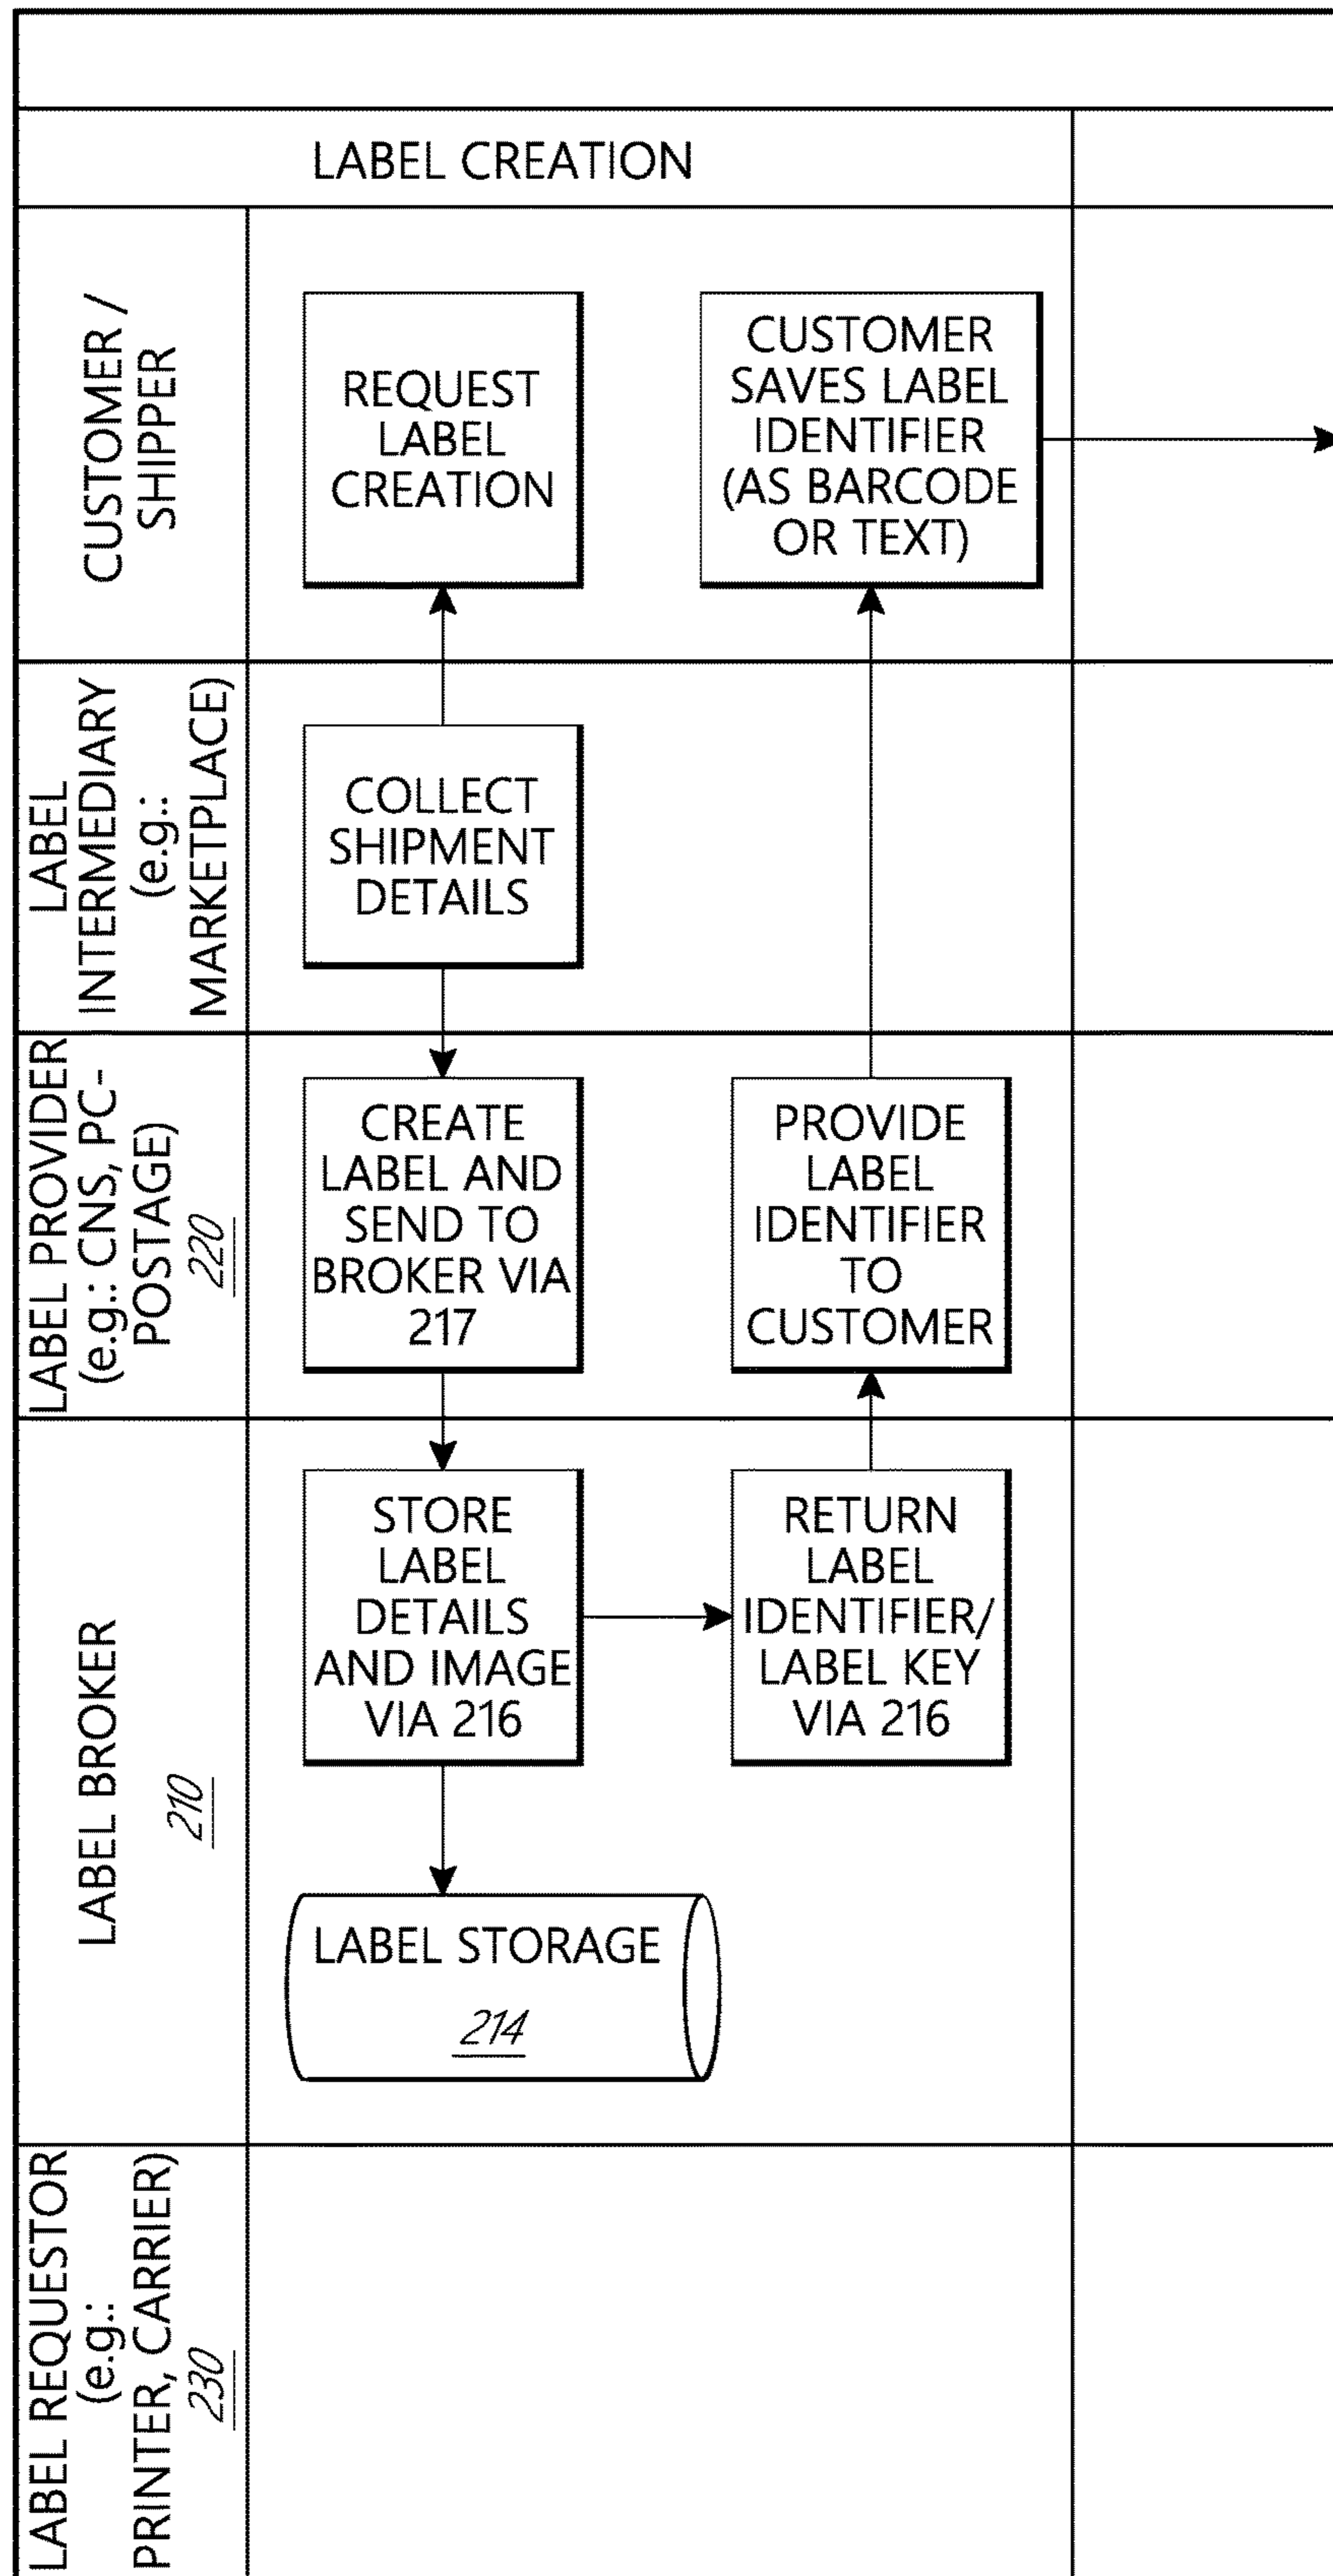 LABEL CREATION
CUSTOMER /
SHIPPER
REQUEST
LABEL
CREATION
CUSTOMER
SAVES LABEL
IDENTIFIER
(AS BARCODE
OR TEXT)
LABEL
INTERMEDIARY
(e.g.:
MARKETPLACE)
COLLECT
SHIPMENT
DETAILS
LABEL PROVIDER
(e.g.: CNS, PC-
POSTAGE)
220
CREATE
LABEL AND
SEND TO
BROKER VIA
217
PROVIDE
LABEL
IDENTIFIER
TO
CUSTOMER
LABEL BROKER
210
STORE
LABEL
DETAILS
AND IMAGE
VIA 216
RETURN
LABEL
IDENTIFIER/
LABEL KEY
VIA 216
LABEL STORAGE
214
LABEL REQUESTOR
(e.g.:
PRINTER, CARRIER)
230